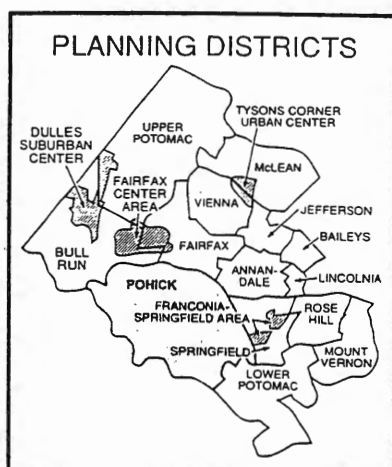 PLANNING DISTRICTS
TYSONS CORNER
URBAN CENTER
DULLES
SUBURBAN
CENTER
UPPER
POTOMAC
McLEAN
FAIRFAX
CENTER
AREA
VIENNA
JEFFERSON
BAILEYS
BULL
RUN
FAIRFAX
ANNAN-
DALE
LINCOLNIA
POHICK
FRANCONIA-
SPRINGFIELD AREA
ROSE
HILL
SPRINGFIELD
MOUNT
VERNON
LOWER
POTOMAC